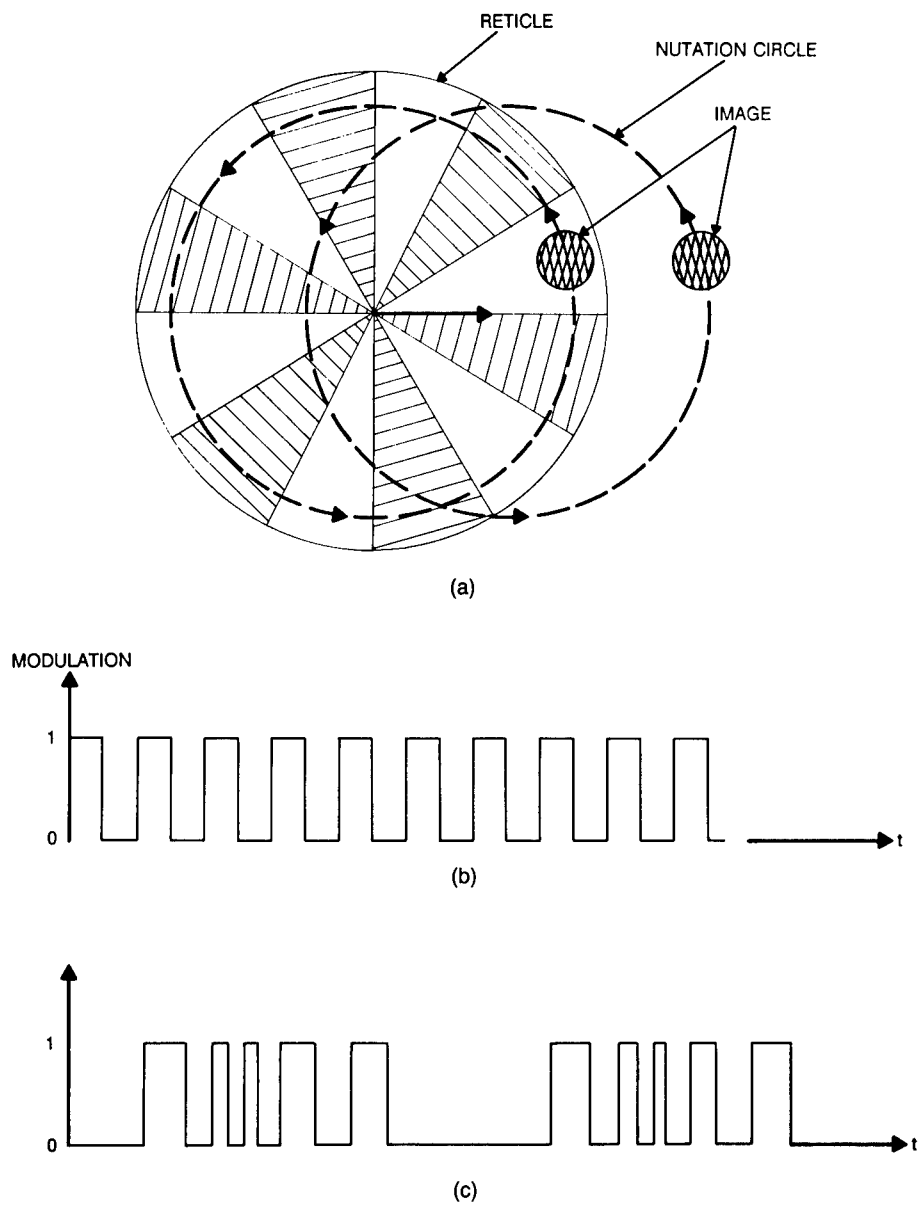 RETICLE
NUTATION CIRCLE
IMAGE
(a)
MODULATION
1
0
t
(b)
1
0
t
(c)